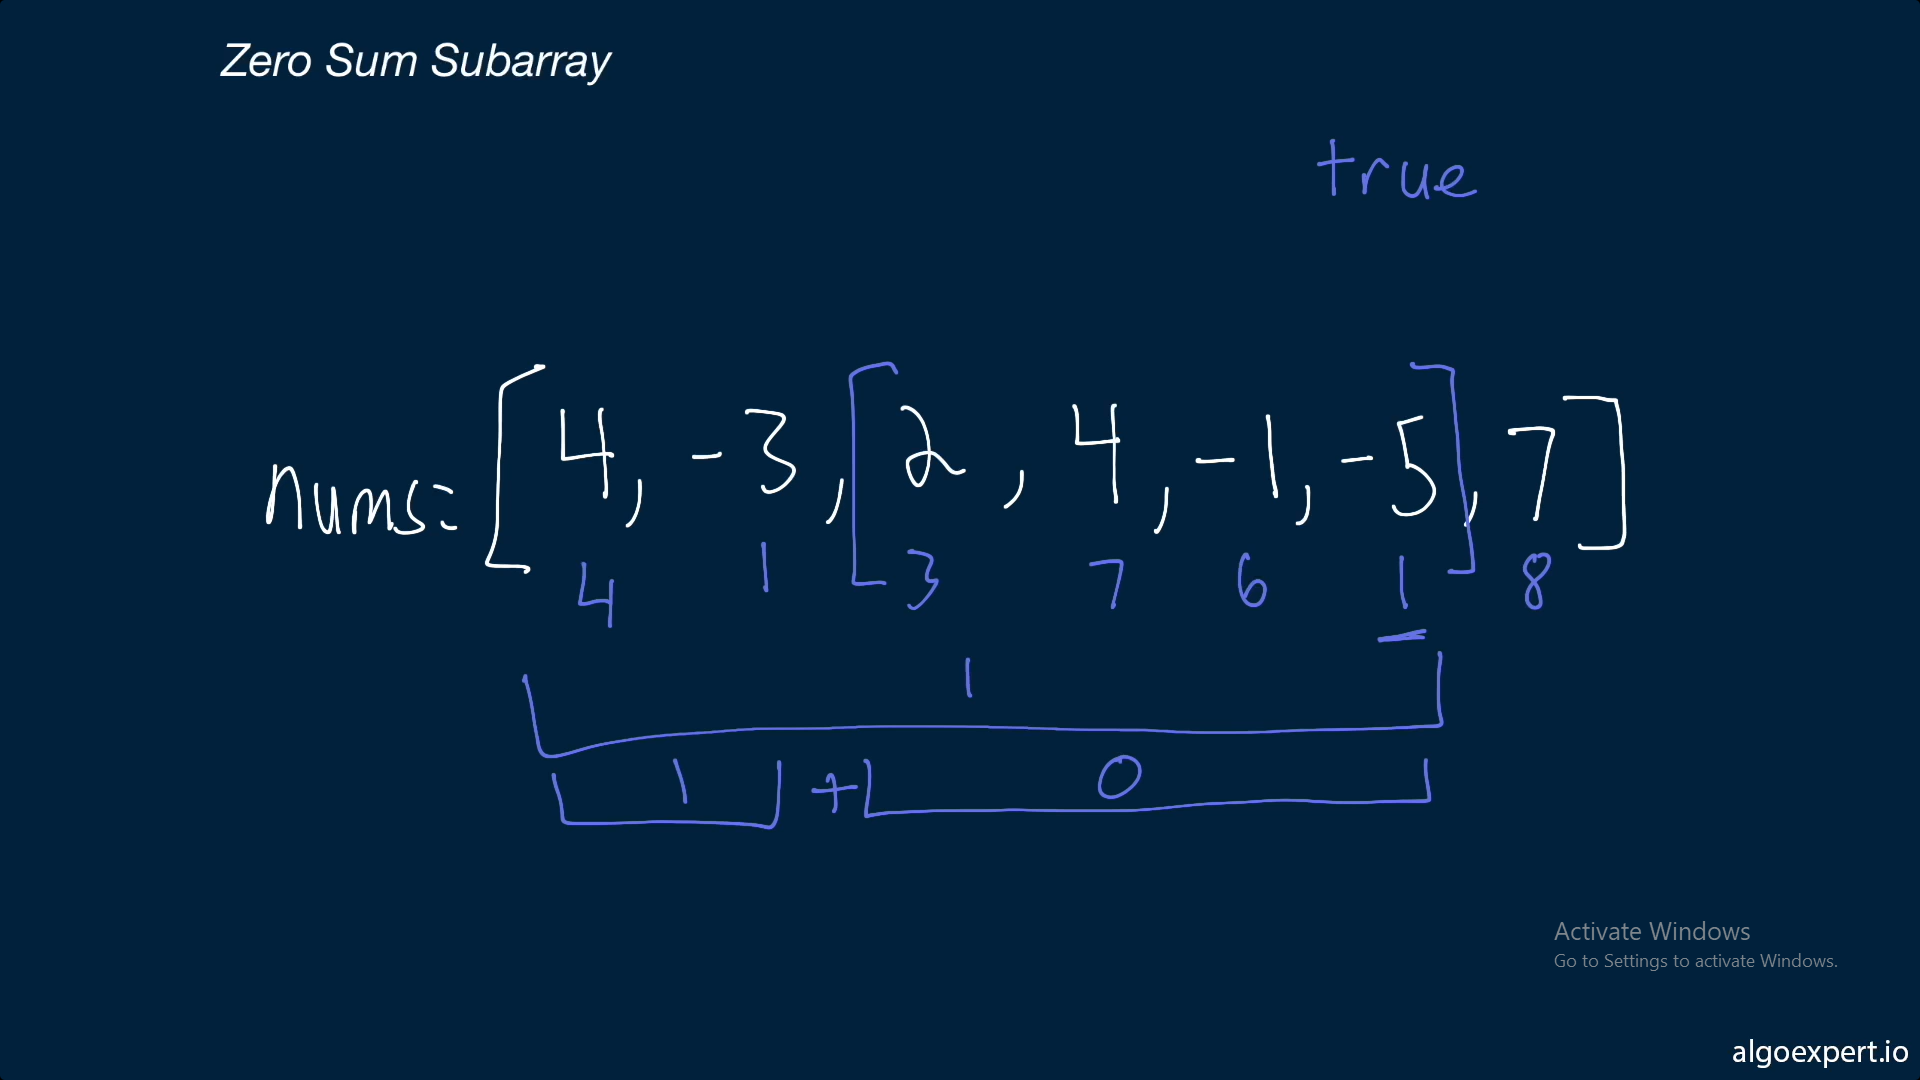 Zero Sum Subarray
true
nums= [4, -3, [2, 4, -1, -5], 7]
4 1 3 7 6 1 8
1
1 + 0
Activate Windows
Go to Settings to activate Windows.
algoexpert.io